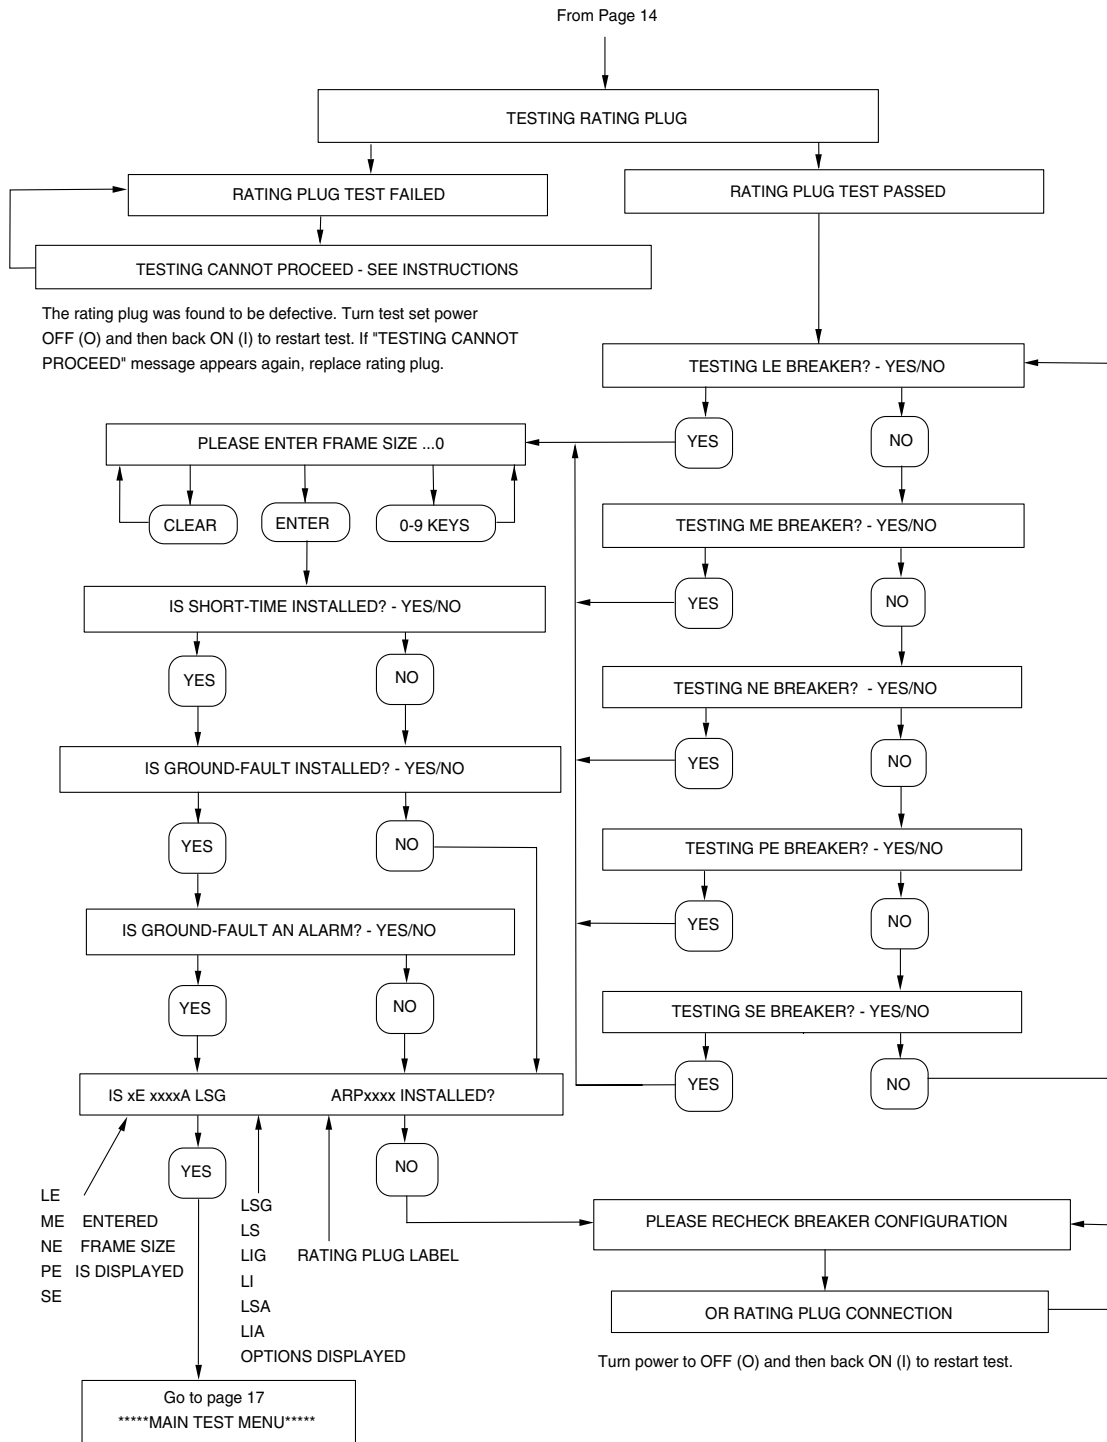 From Page 14
TESTING RATING PLUG
RATING PLUG TEST FAILED
RATING PLUG TEST PASSED
TESTING CANNOT PROCEED - SEE INSTRUCTIONS
The rating plug was found to be defective. Turn test set power
OFF (O) and then back ON (I) to restart test. If "TESTING CANNOT
PROCEED" message appears again, replace rating plug.
TESTING LE BREAKER? - YES/NO
YES
NO
PLEASE ENTER FRAME SIZE ...0
CLEAR
ENTER
0-9 KEYS
TESTING ME BREAKER? - YES/NO
YES
NO
IS SHORT-TIME INSTALLED? - YES/NO
YES
NO
TESTING NE BREAKER? - YES/NO
YES
NO
IS GROUND-FAULT INSTALLED? - YES/NO
YES
NO
TESTING PE BREAKER? - YES/NO
YES
NO
IS GROUND-FAULT AN ALARM? - YES/NO
YES
NO
TESTING SE BREAKER? - YES/NO
YES
NO
IS xE xxxxA LSG ARPxxxx INSTALLED?
YES
NO
LE
ME ENTERED
NE FRAME SIZE
PE IS DISPLAYED
SE
LSG
LS
LIG
LI
LSA
LIA
OPTIONS DISPLAYED
RATING PLUG LABEL
PLEASE RECHECK BREAKER CONFIGURATION
OR RATING PLUG CONNECTION
Turn power to OFF (O) and then back ON (I) to restart test.
Go to page 17
*****MAIN TEST MENU*****